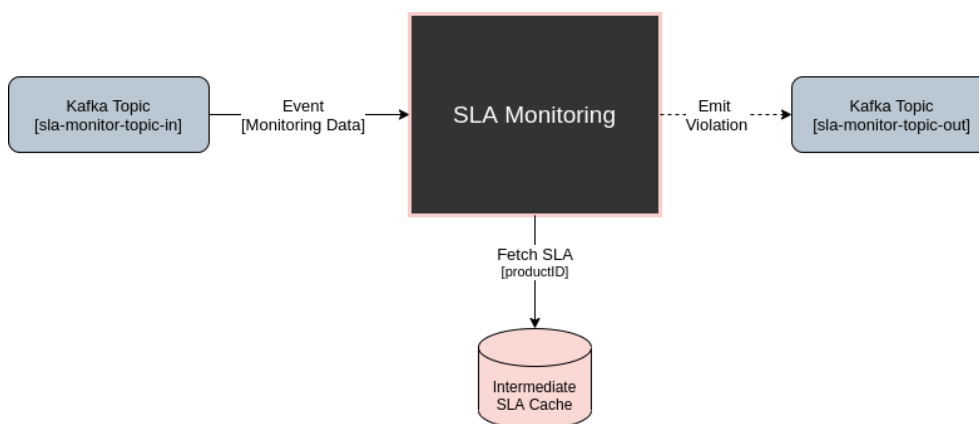 Kafka Topic
[sla-monitor-topic-in]
Event
[Monitoring Data]
SLA Monitoring
Emit
Violation
Kafka Topic
[sla-monitor-topic-out]
Fetch SLA
[productID]
Intermediate
SLA Cache